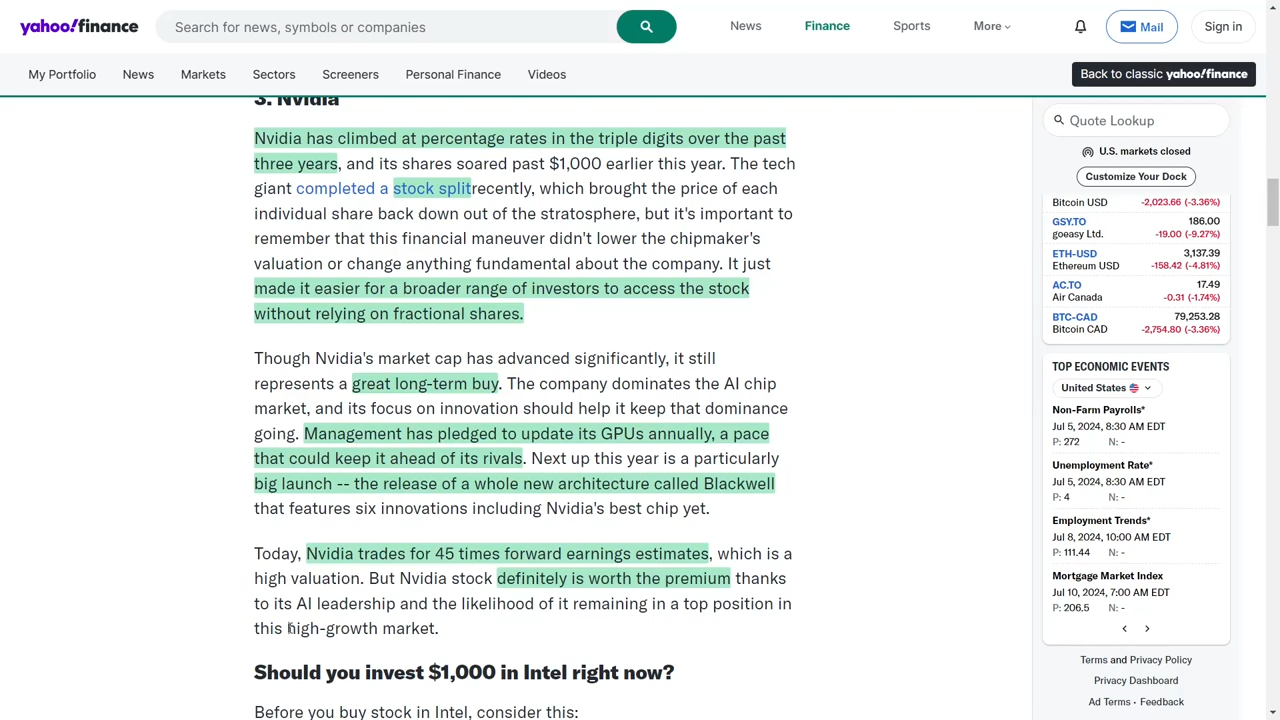 yahoo!finance
Search for news, symbols or companies
News
Finance
Sports
More
Mail
Sign in
My Portfolio
News
Markets
Sectors
Screeners
Personal Finance
Videos
Back to classic yahoo!finance
3. Nvidia
Nvidia has climbed at percentage rates in the triple digits over the past
three years, and its shares soared past $1,000 earlier this year. The tech
giant completed a stock splitrecently, which brought the price of each
individual share back down out of the stratosphere, but it's important to
remember that this financial maneuver didn't lower the chipmaker's
valuation or change anything fundamental about the company. It just
made it easier for a broader range of investors to access the stock
without relying on fractional shares.
Though Nvidia's market cap has advanced significantly, it still
represents a great long-term buy. The company dominates the AI chip
market, and its focus on innovation should help it keep that dominance
going. Management has pledged to update its GPUs annually, a pace
that could keep it ahead of its rivals. Next up this year is a particularly
big launch -- the release of a whole new architecture called Blackwell
that features six innovations including Nvidia's best chip yet.
Today, Nvidia trades for 45 times forward earnings estimates, which is a
high valuation. But Nvidia stock definitely is worth the premium thanks
to its AI leadership and the likelihood of it remaining in a top position in
this high-growth market.
Should you invest $1,000 in Intel right now?
Before you buy stock in Intel, consider this:
Quote Lookup
U.S. markets closed
Customize Your Dock
Bitcoin USD -2,023.66 (-3.36%)
GSY.TO 186.00
goeasy Ltd. -19.00 (-9.27%)
ETH-USD 3,137.39
Ethereum USD -158.42 (-4.81%)
AC.TO 17.49
Air Canada -0.31 (-1.74%)
BTC-CAD 79,253.28
Bitcoin CAD -2,754.80 (-3.36%)
TOP ECONOMIC EVENTS
United States
Non-Farm Payrolls*
Jul 5, 2024, 8:30 AM EDT
P: 272 N: -
Unemployment Rate*
Jul 5, 2024, 8:30 AM EDT
P: 4 N: -
Employment Trends*
Jul 8, 2024, 10:00 AM EDT
P: 111.44 N: -
Mortgage Market Index
Jul 10, 2024, 7:00 AM EDT
P: 206.5 N: -
Terms and Privacy Policy
Privacy Dashboard
Ad Terms • Feedback